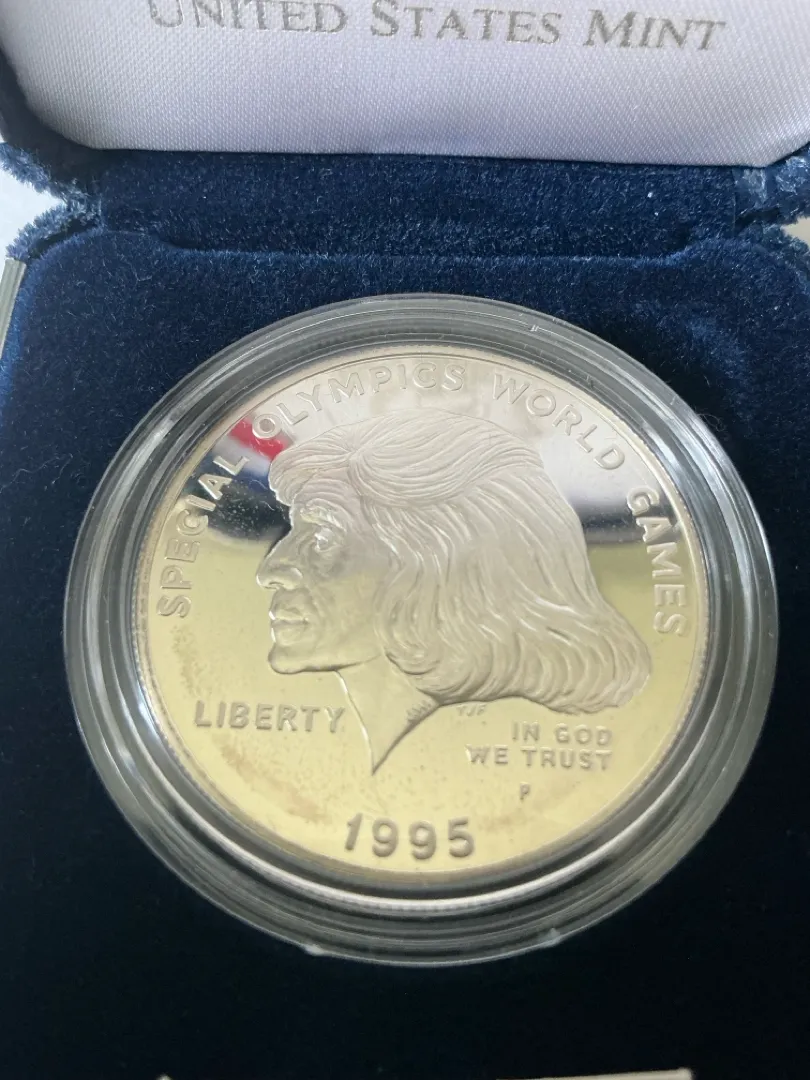 UNITED STATES MINT
SPECIAL OLYMPICS WORLD GAMES
LIBERTY
TJF
IN GOD
WE TRUST
P
1995